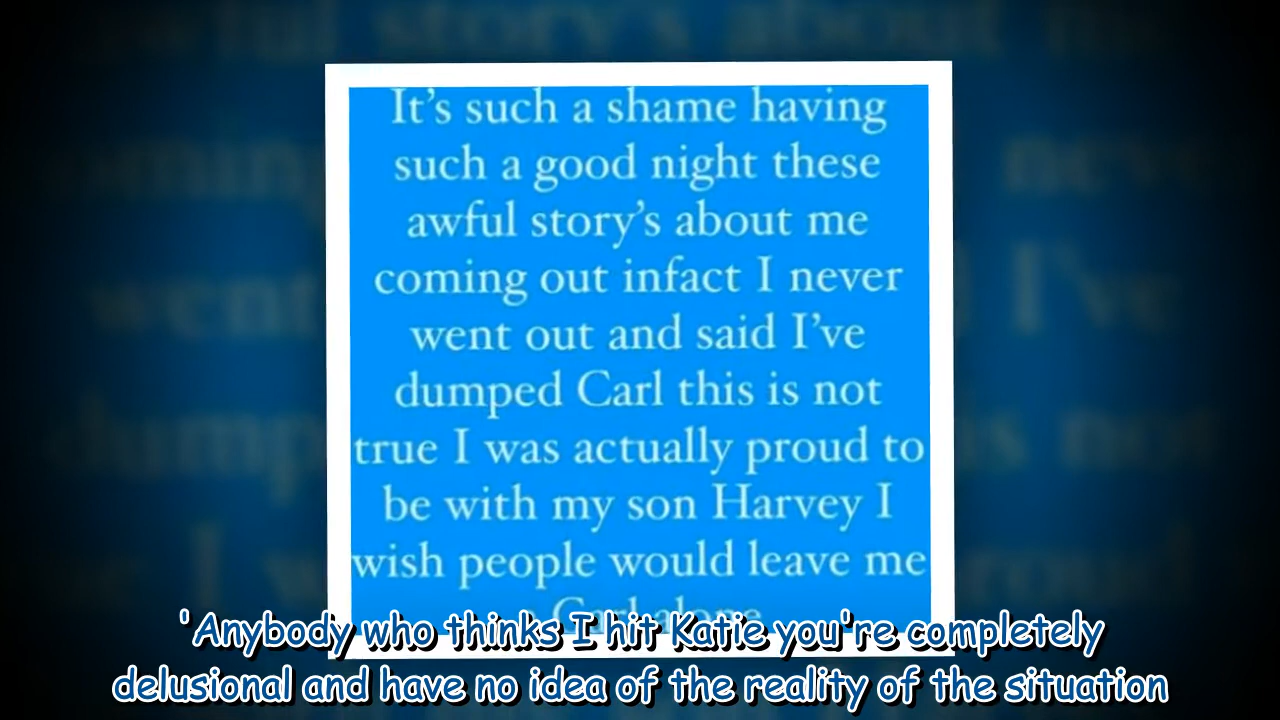 It's such a shame having
such a good night these
awful story's about me
coming out infact I never
went out and said I've
dumped Carl this is not
true I was actually proud to
be with my son Harvey I
wish people would leave me
Carl alone
'Anybody who thinks I hit Katie you're completely
delusional and have no idea of the reality of the situation